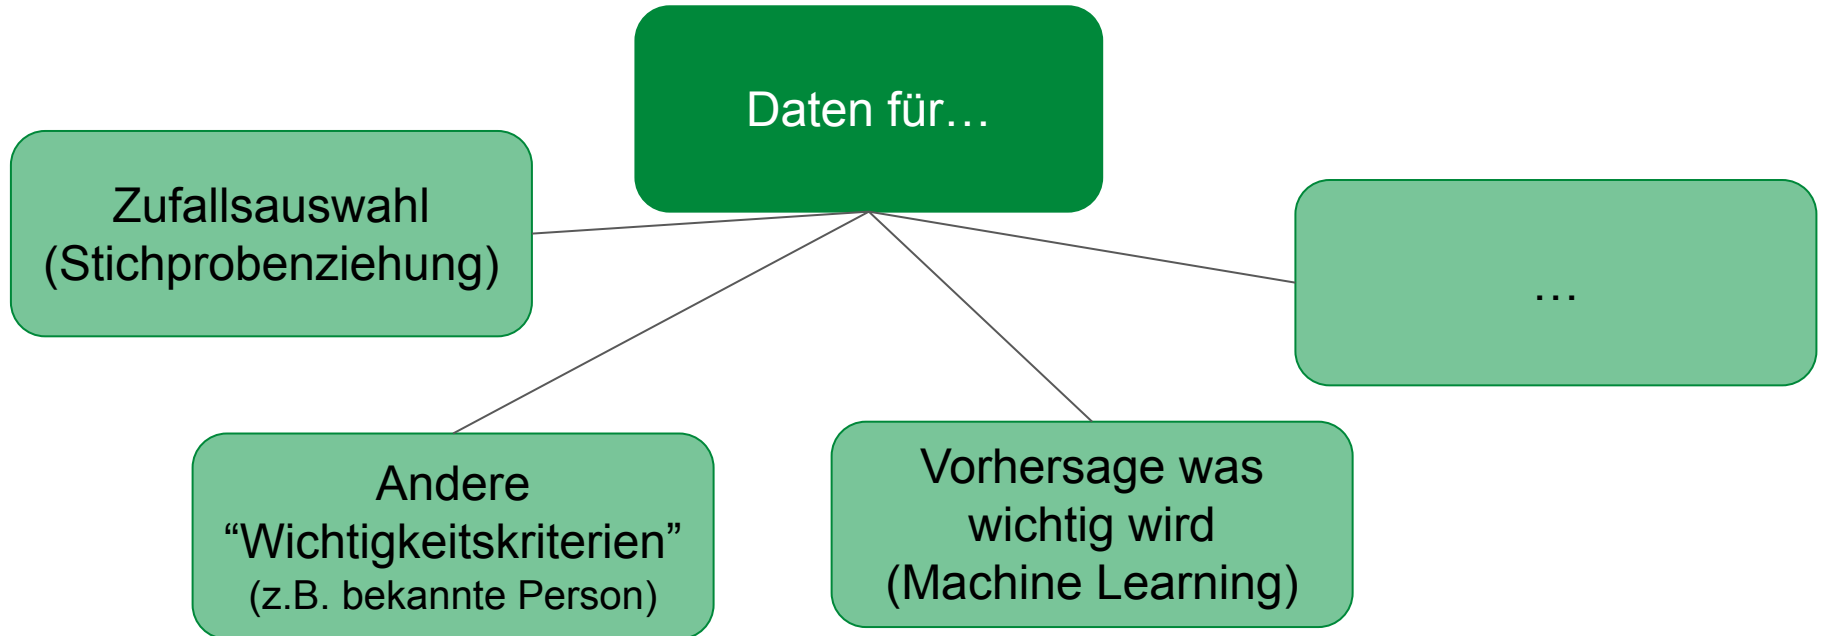 Daten für…
Zufallsauswahl
(Stichprobenziehung)
…
Andere
“Wichtigkeitskriterien”
(z.B. bekannte Person)
Vorhersage was
wichtig wird
(Machine Learning)